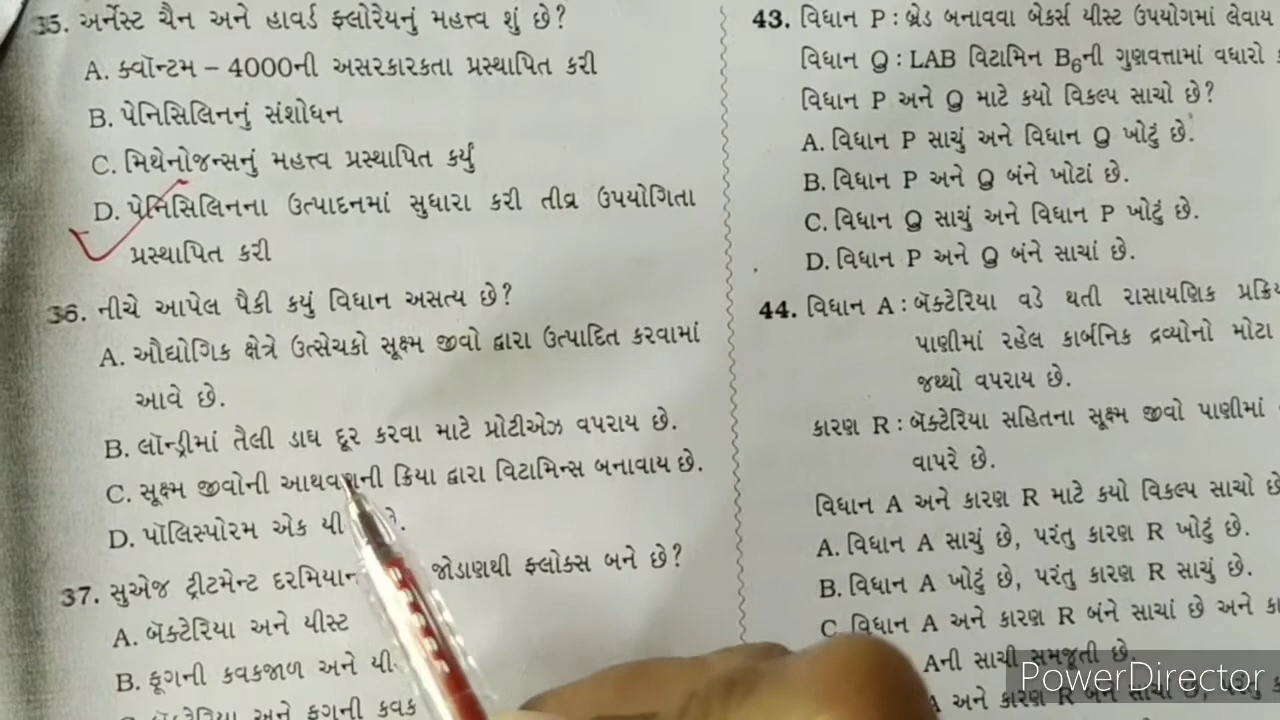 35. અર્નેસ્ટ ચૈન અને હાવર્ડ ફ્લોરેયનું મહત્ત્વ શું છે?
A. ક્વૉન્ટમ – 4000ની અસરકારકતા પ્રસ્થાપિત કરી
B. પેનિસિલિનનું સંશોધન
C. મિથેનોજન્સનું મહત્ત્વ પ્રસ્થાપિત કર્યું
D. પેનિસિલિનના ઉત્પાદનમાં સુધારા કરી તીવ્ર ઉપયોગિતા
પ્રસ્થાપિત કરી
36. નીચે આપેલ પૈકી કયું વિધાન અસત્ય છે?
A. ઔદ્યોગિક ક્ષેત્રે ઉત્સેચકો સૂક્ષ્મ જીવો દ્વારા ઉત્પાદિત કરવામાં
આવે છે.
B. લૉન્ડ્રીમાં તૈલી ડાઘ દૂર કરવા માટે પ્રોટીએઝ વપરાય છે.
C. સૂક્ષ્મ જીવોની આથવણની ક્રિયા દ્વારા વિટામિન્સ બનાવાય છે.
D. પૉલિસ્પોરમ એક
37. સુએજ ટ્રીટમેન્ટ દરમિયાન જોડાણથી ફ્લોક્સ બને છે?
A. બૅક્ટેરિયા અને યીસ્ટ
B. ફૂગની કવકજાળ અને
અને ફૂગની કવક
43. વિધાન P : બ્રેડ બનાવવા બેકર્સ યીસ્ટ ઉપયોગમાં લેવાય
વિધાન Q : LAB વિટામિન B₆ની ગુણવત્તામાં વધારો
વિધાન P અને Q માટે કયો વિકલ્પ સાચો છે?
A. વિધાન P સાચું અને વિધાન Q ખોટું છે.
B. વિધાન P અને Q બંને ખોટાં છે.
C. વિધાન Q સાચું અને વિધાન P ખોટું છે.
D. વિધાન P અને Q બંને સાચાં છે.
44. વિધાન A : બૅક્ટેરિયા વડે થતી રાસાયણિક
પાણીમાં રહેલ કાર્બનિક દ્રવ્યોનો મોટા
જથ્થો વપરાય છે.
કારણ R : બૅક્ટેરિયા સહિતના સૂક્ષ્મ જીવો પાણીમાં
વાપરે છે.
વિધાન A અને કારણ R માટે કયો વિકલ્પ સાચો
A. વિધાન A સાચું છે, પરંતુ કારણ R ખોટું છે.
B. વિધાન A ખોટું છે, પરંતુ કારણ R સાચું છે.
C. વિધાન A અને કારણ R બંને સાચાં છે અને
Aની સાચી સમજૂતી છે.
અને કારણ R બંને
PowerDirector